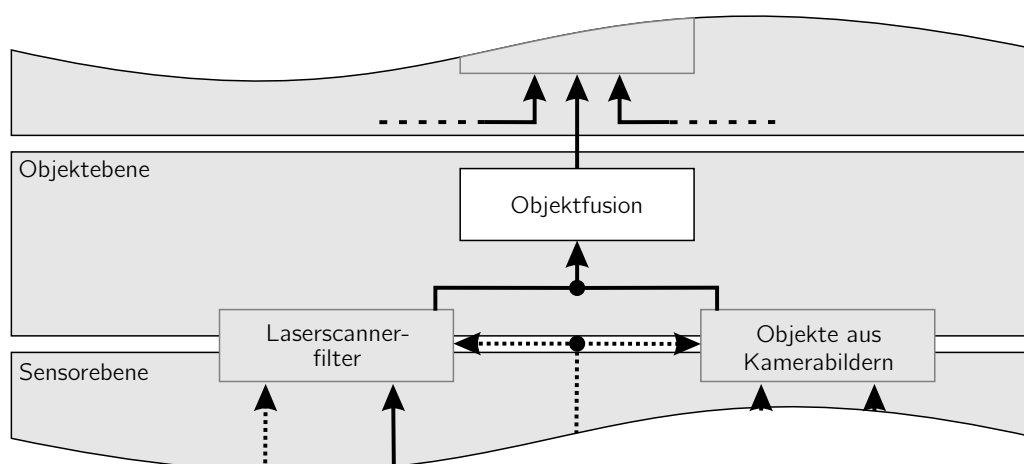 Objektebene
Objektfusion
Laserscanner-
filter
Objekte aus
Kamerabildern
Sensorebene